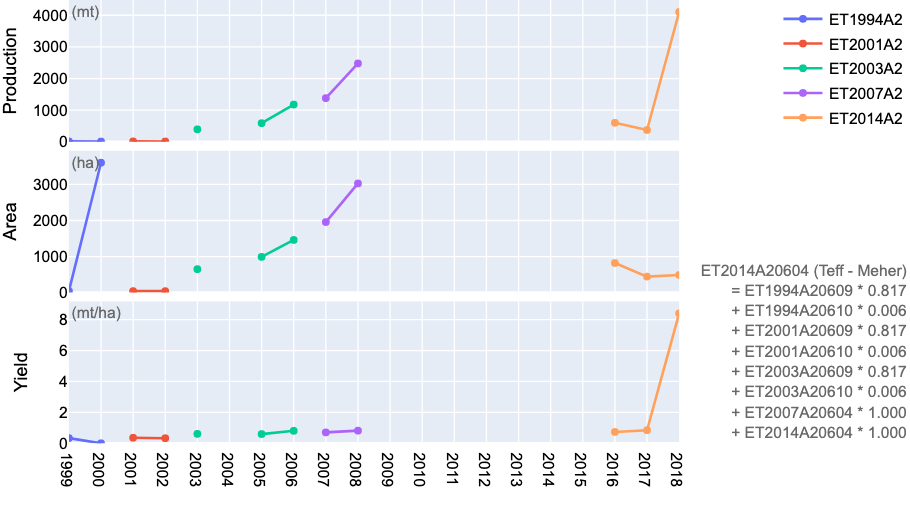 (mt)
4000
3000
2000
1000
0
Production
(ha)
3000
2000
1000
0
Area
(mt/ha)
8
6
4
2
0
Yield
1999
2000
2001
2002
2003
2004
2005
2006
2007
2008
2009
2010
2011
2012
2013
2014
2015
2016
2017
2018
ET1994A2
ET2001A2
ET2003A2
ET2007A2
ET2014A2
ET2014A20604 (Teff - Meher)
= ET1994A20609 * 0.817
+ ET1994A20610 * 0.006
+ ET2001A20609 * 0.817
+ ET2001A20610 * 0.006
+ ET2003A20609 * 0.817
+ ET2003A20610 * 0.006
+ ET2007A20604 * 1.000
+ ET2014A20604 * 1.000